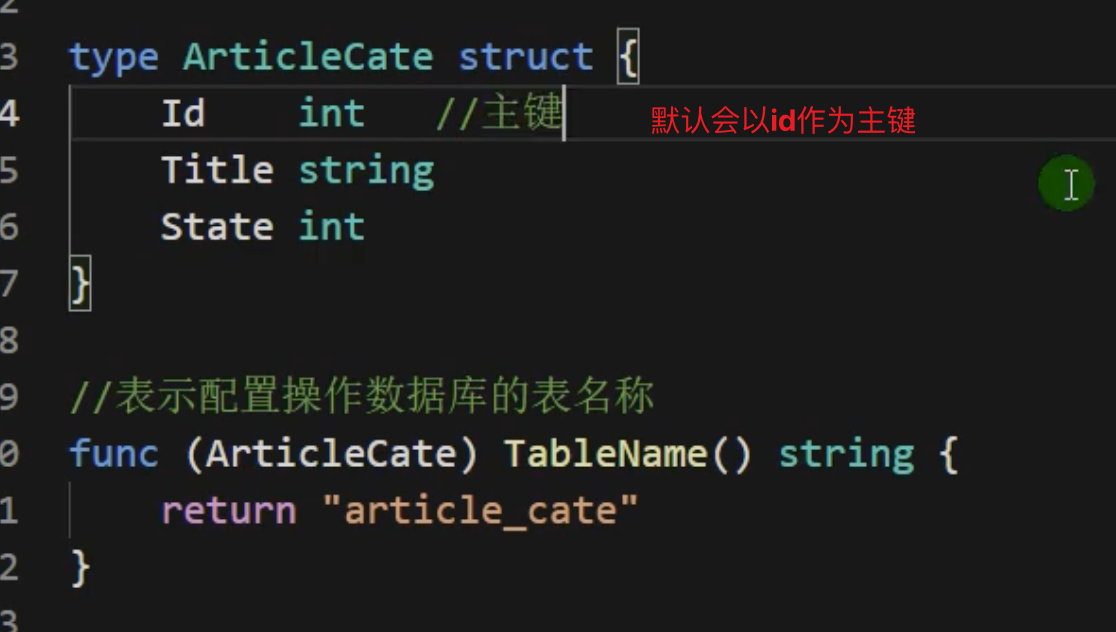 2
3 type ArticleCate struct {
4 Id int //主键 默认会以id作为主键
5 Title string
6 State int
7 }
8
9 //表示配置操作数据库的表名称
0 func (ArticleCate) TableName() string {
1 return "article_cate"
2 }
3